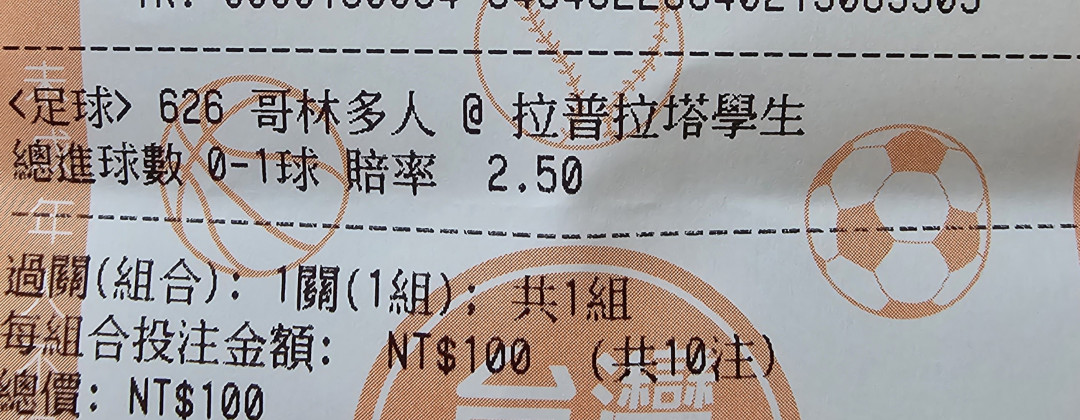 <足球> 626 哥林多人 @ 拉普拉塔學生
總進球數 0-1球 賠率 2.50
過關(組合): 1關(1組); 共1組
每組合投注金額: NT$100 (共10注)
總價: NT$100